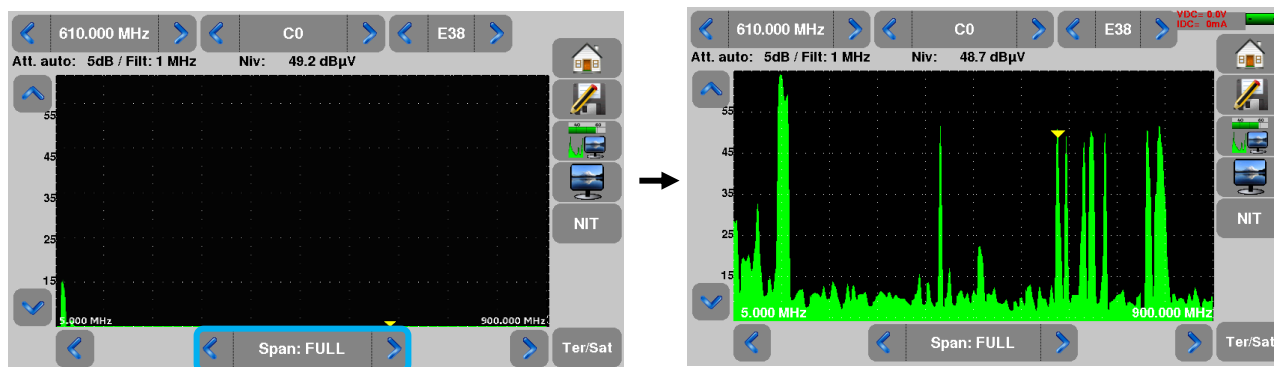 610.000 MHz C0 E38
Att. auto: 5dB / Filt: 1 MHz Niv: 49.2 dBµV
55
45
35
25
15
5.000 MHz 900.000 MHz
Span: FULL
NIT
Ter/Sat
610.000 MHz C0 E38
VDC= 0.0V
IDC= 0mA
Att. auto: 5dB / Filt: 1 MHz Niv: 48.7 dBµV
55
45
35
25
15
5.000 MHz 900.000 MHz
Span: FULL
NIT
Ter/Sat